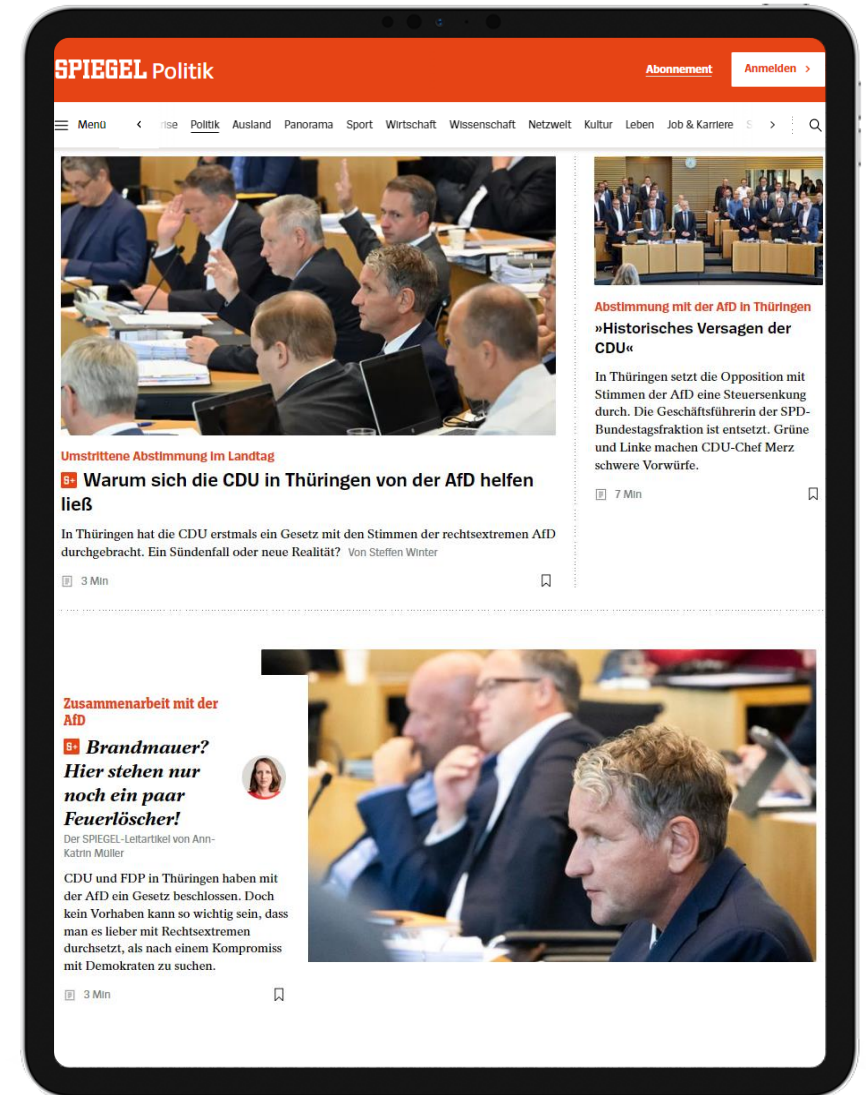 SPIEGEL Politik
Abonnement
Anmelden >
Menü < rise Politik Ausland Panorama Sport Wirtschaft Wissenschaft Netzwelt Kultur Leben Job & Karriere S >
Umstrittene Abstimmung im Landtag
S+ Warum sich die CDU in Thüringen von der AfD helfen
ließ
In Thüringen hat die CDU erstmals ein Gesetz mit den Stimmen der rechtsextremen AfD
durchgebracht. Ein Sündenfall oder neue Realität? Von Steffen Winter
3 Min
Abstimmung mit der AfD in Thüringen
»Historisches Versagen der
CDU«
In Thüringen setzt die Opposition mit
Stimmen der AfD eine Steuersenkung
durch. Die Geschäftsführerin der SPD-
Bundestagsfraktion ist entsetzt. Grüne
und Linke machen CDU-Chef Merz
schwere Vorwürfe.
7 Min
Zusammenarbeit mit der
AfD
S+ Brandmauer?
Hier stehen nur
noch ein paar
Feuerlöscher!
Der SPIEGEL-Leitartikel von Ann-
Katrin Müller
CDU und FDP in Thüringen haben mit
der AfD ein Gesetz beschlossen. Doch
kein Vorhaben kann so wichtig sein, dass
man es lieber mit Rechtsextremen
durchsetzt, als nach einem Kompromiss
mit Demokraten zu suchen.
3 Min